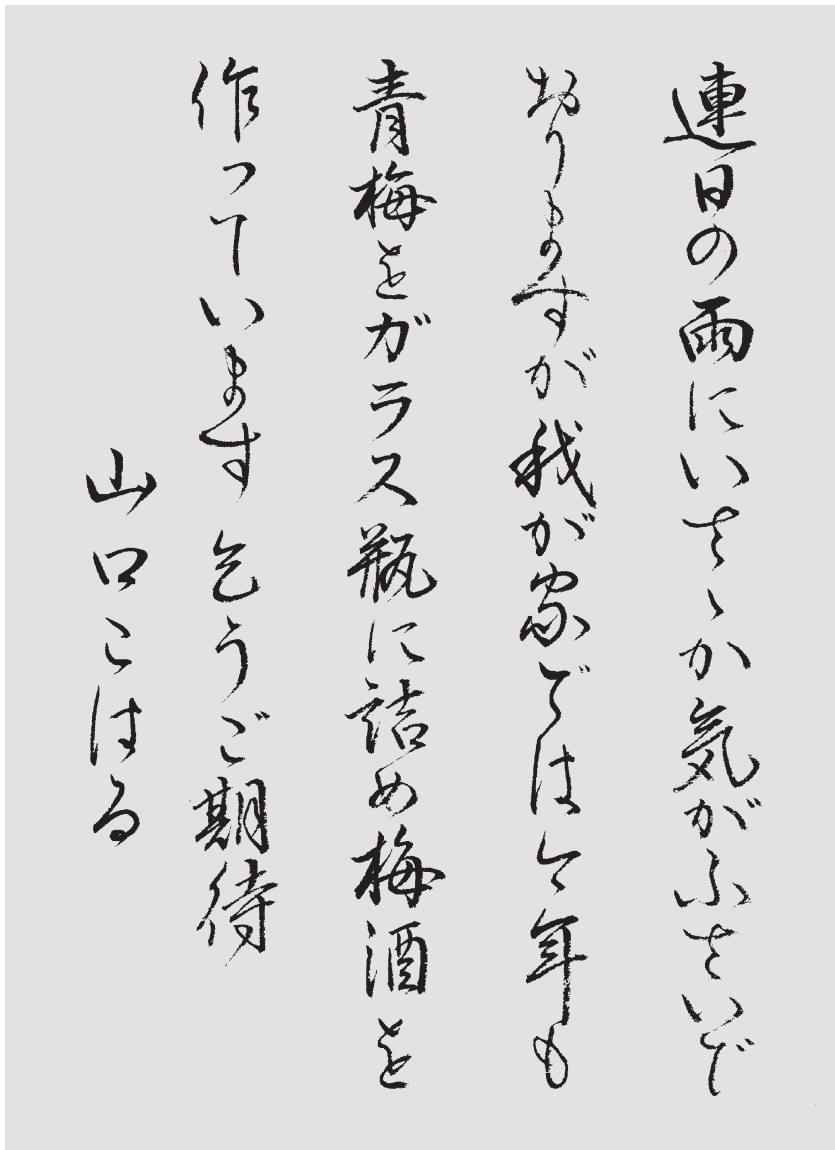 連日の雨にいさゝか気がふさいで
おりますが我が家では今年も
青梅をガラス瓶に詰め梅酒を
作っています 乞うご期待
山口こはる